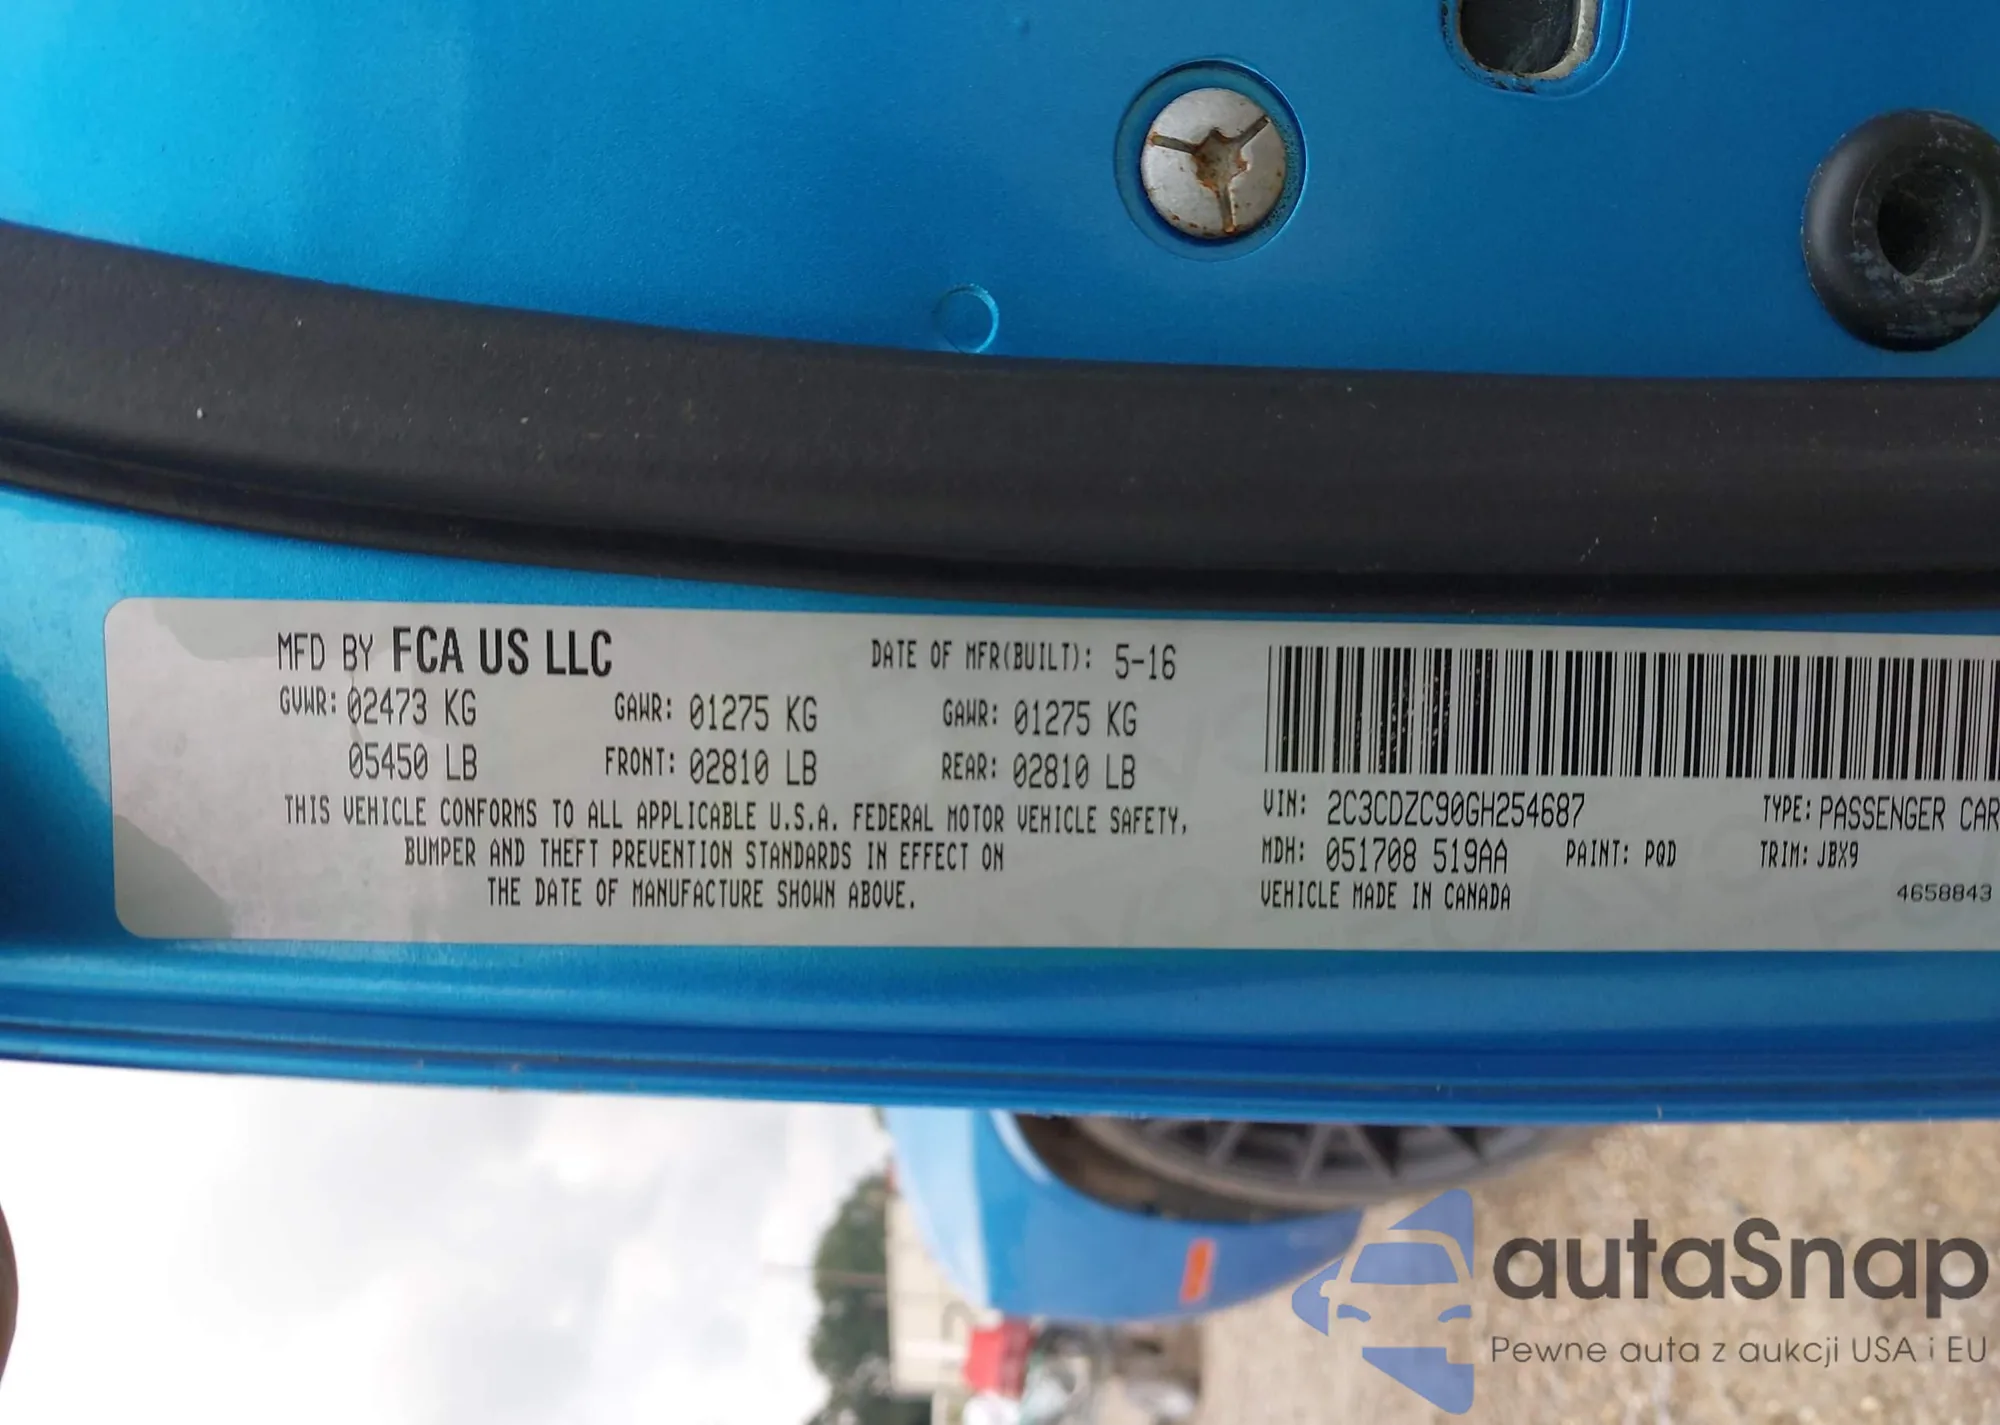 MFD BY FCA US LLC
DATE OF MFR(BUILT): 5-16
GVWR: 02473 KG
GAWR: 01275 KG
GAWR: 01275 KG
05450 LB
FRONT: 02810 LB
REAR: 02810 LB
THIS VEHICLE CONFORMS TO ALL APPLICABLE U.S.A. FEDERAL MOTOR VEHICLE SAFETY,
BUMPER AND THEFT PREVENTION STANDARDS IN EFFECT ON
THE DATE OF MANUFACTURE SHOWN ABOVE.
VIN: 2C3CDZC90GH254687
TYPE: PASSENGER CAR
MDH: 051708 519AA
PAINT: PQD
TRIM: JBX9
VEHICLE MADE IN CANADA
4658843
autaSnap
Pewne auta z aukcji USA i EU